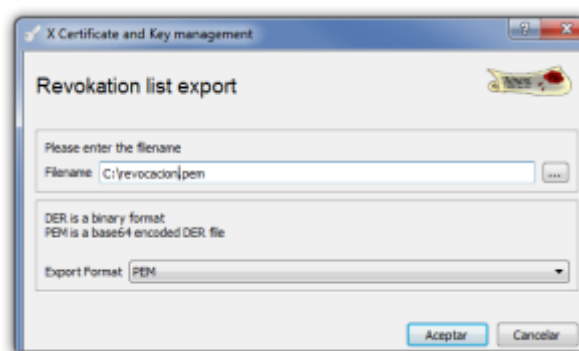 X Certificate and Key management
Revokation list export
Please enter the filename
Filename C:\revocacion.pem ...
DER is a binary format
PEM is a base64 encoded DER file
Export Format PEM
Aceptar Cancelar